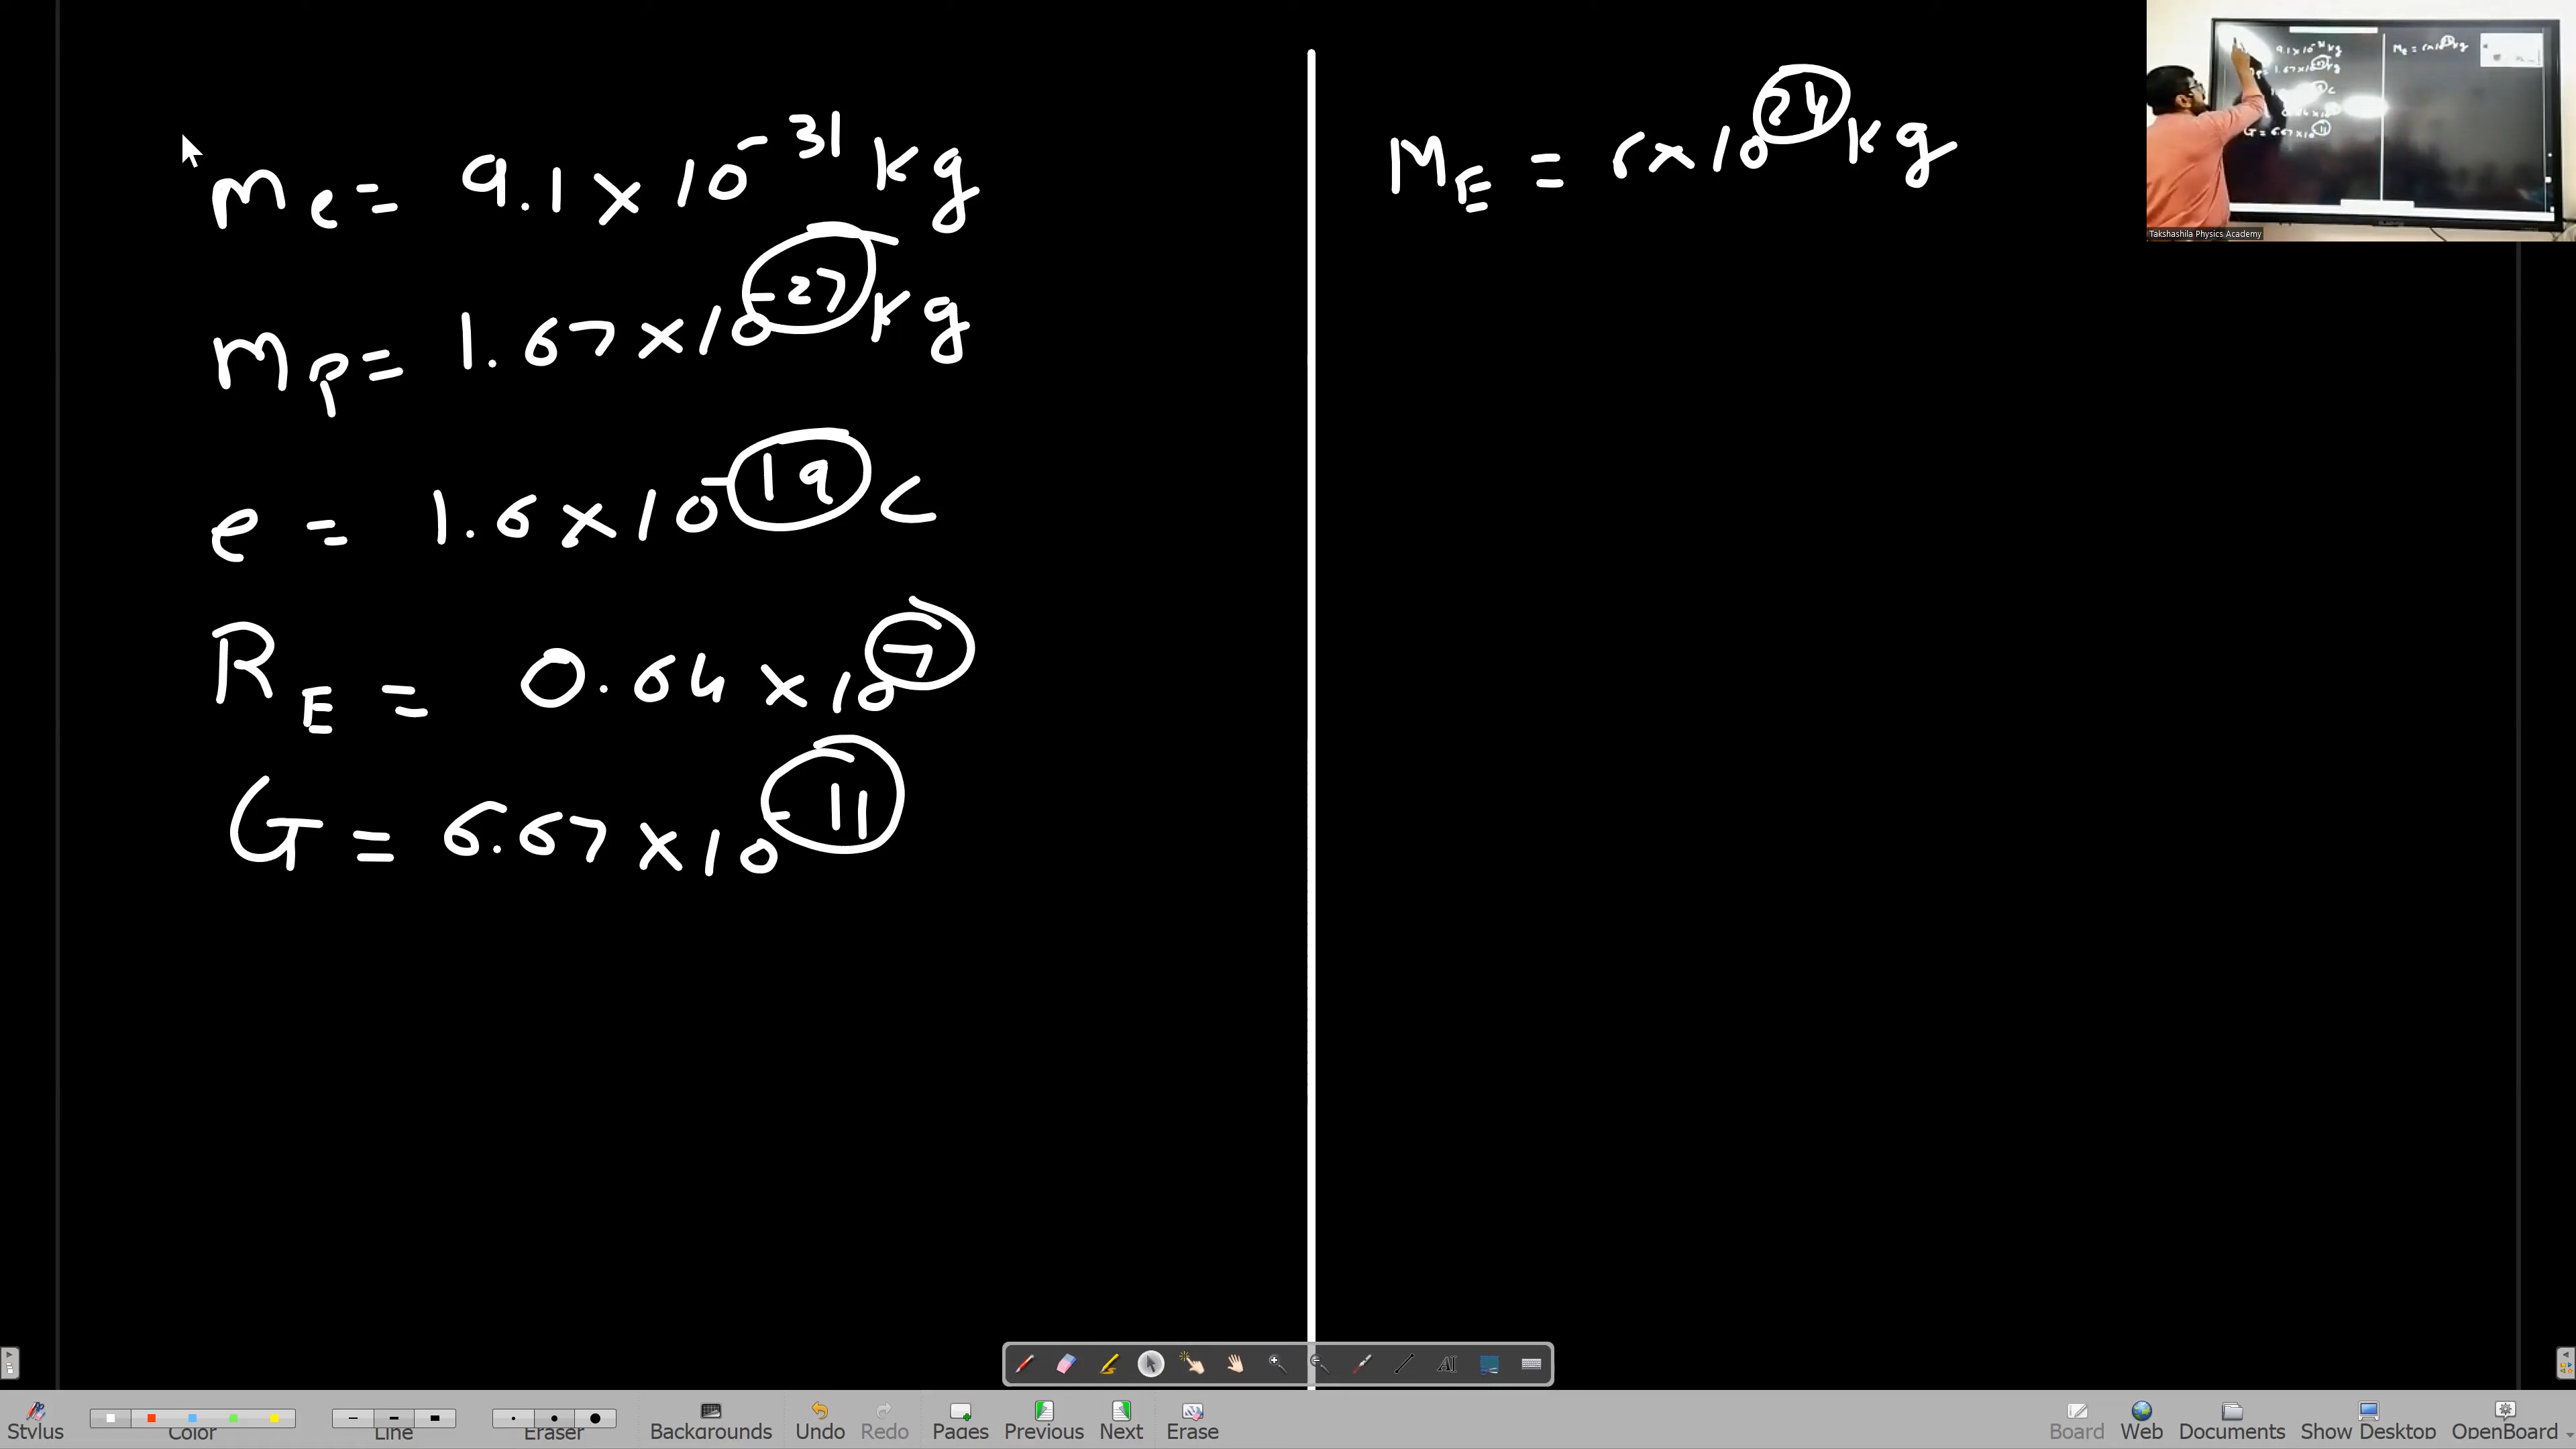 me = 9.1 x 10^-31 kg
mp = 1.67 x 10^-27 kg
e = 1.6 x 10^-19 C
RE = 0.64 x 10^7
G = 6.67 x 10^-11
ME = 6 x 10^24 kg
Takshashila Physics Academy
Stylus Color Line Eraser Backgrounds Undo Redo Pages Previous Next Erase Board Web Documents Show Desktop OpenBoard